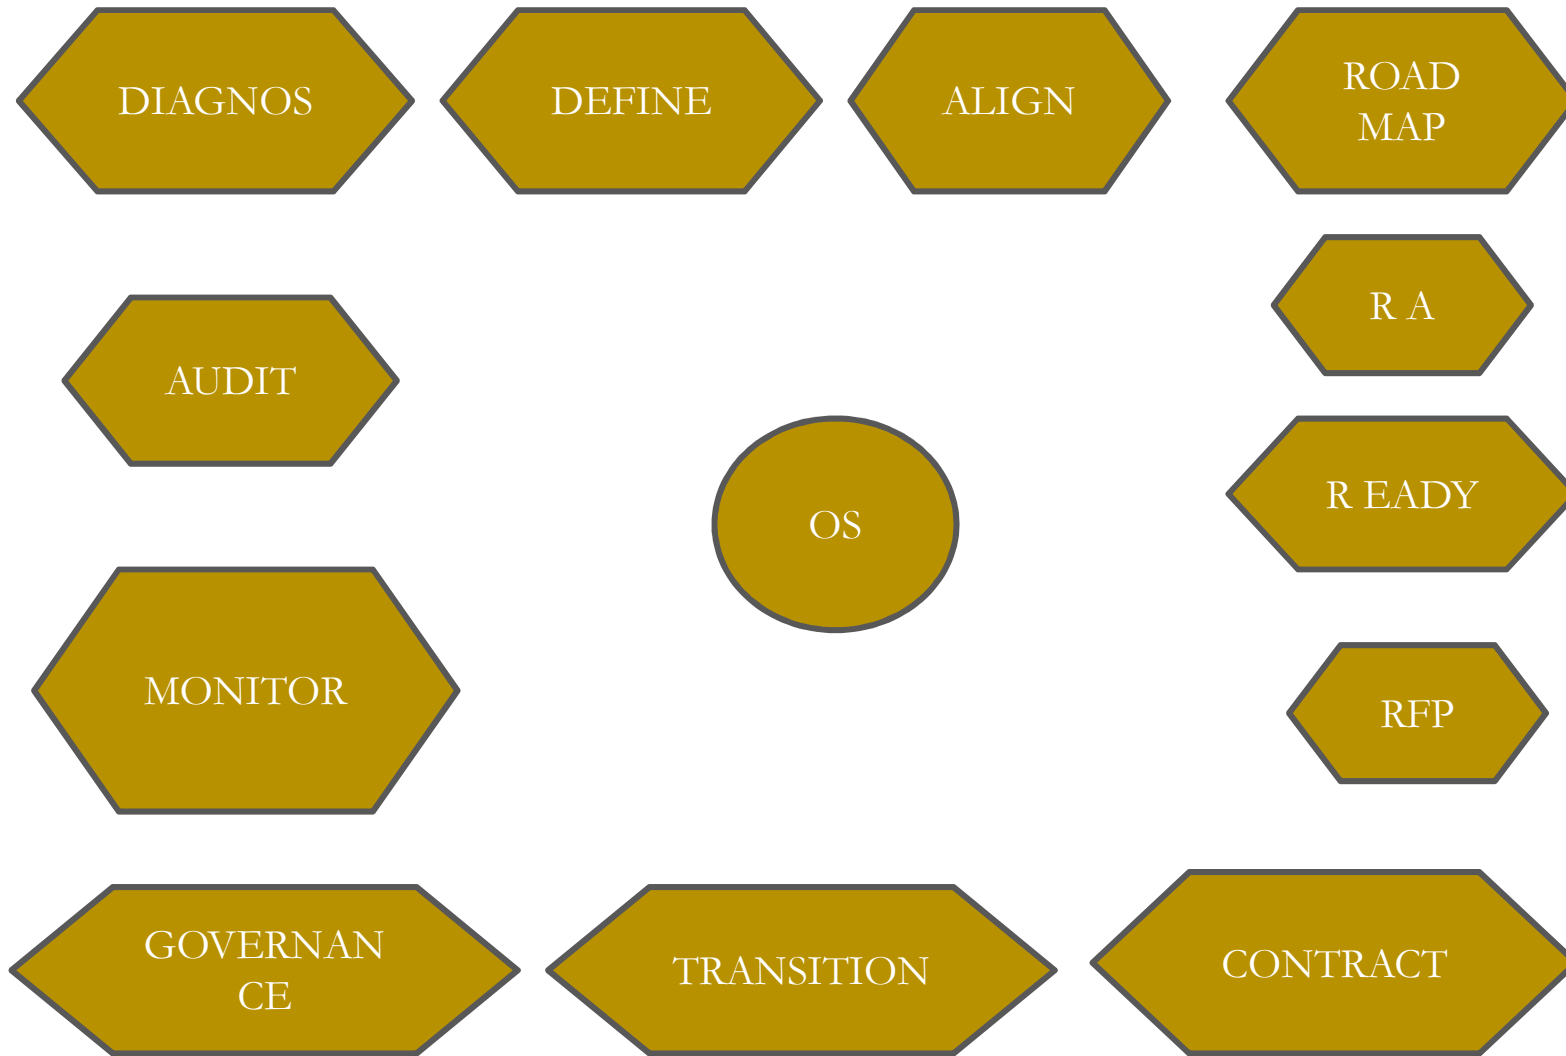 DIAGNOS
DEFINE
ALIGN
ROAD
MAP
R A
AUDIT
R EADY
OS
MONITOR
RFP
GOVERNAN
CE
TRANSITION
CONTRACT